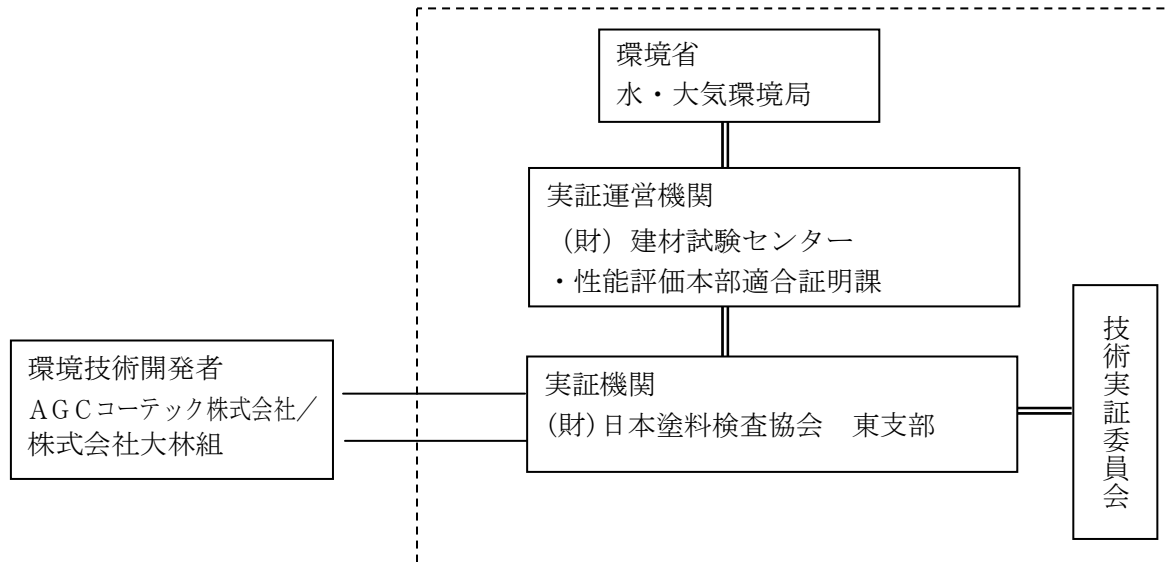 環境省
水・大気環境局
実証運営機関
（財）建材試験センター
・性能評価本部適合証明課
環境技術開発者
ＡＧＣコーテック株式会社／
株式会社大林組
実証機関
(財)日本塗料検査協会　東支部
技術実証委員会